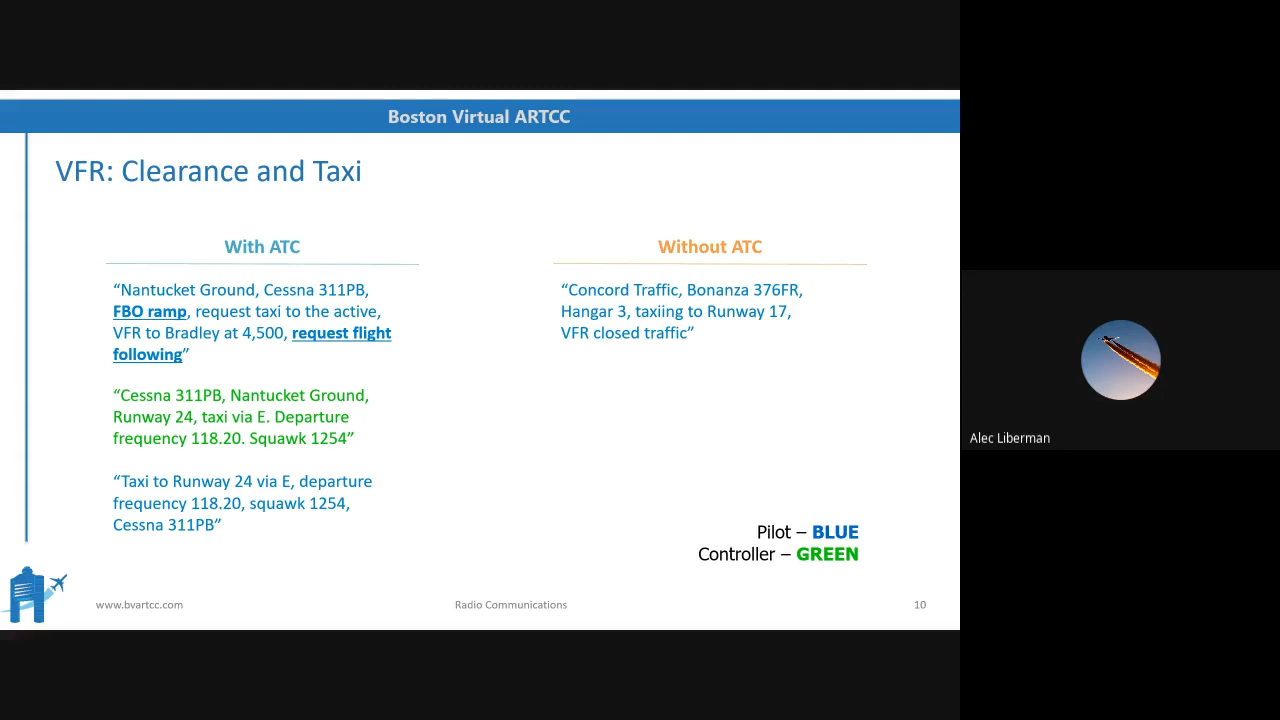 Boston Virtual ARTCC
VFR: Clearance and Taxi
With ATC
“Nantucket Ground, Cessna 311PB,
FBO ramp, request taxi to the active,
VFR to Bradley at 4,500, request flight
following”
“Cessna 311PB, Nantucket Ground,
Runway 24, taxi via E. Departure
frequency 118.20. Squawk 1254”
“Taxi to Runway 24 via E, departure
frequency 118.20, squawk 1254,
Cessna 311PB”
Without ATC
“Concord Traffic, Bonanza 376FR,
Hangar 3, taxiing to Runway 17,
VFR closed traffic”
Pilot – BLUE
Controller – GREEN
www.bvartcc.com
Radio Communications
10
Alec Liberman